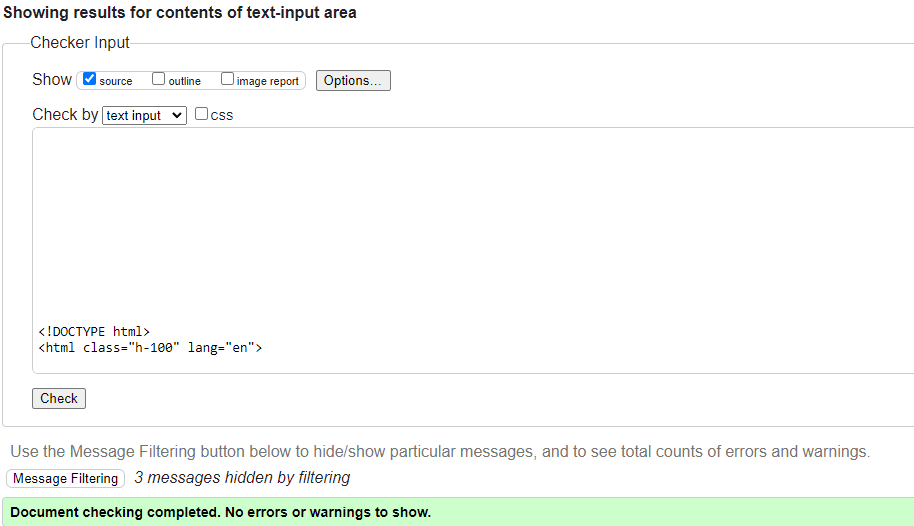 Showing results for contents of text-input area
Checker Input
Show source outline image report Options...
Check by text input css
<!DOCTYPE html>
<html class="h-100" lang="en">
Check
Use the Message Filtering button below to hide/show particular messages, and to see total counts of errors and warnings.
Message Filtering 3 messages hidden by filtering
Document checking completed. No errors or warnings to show.